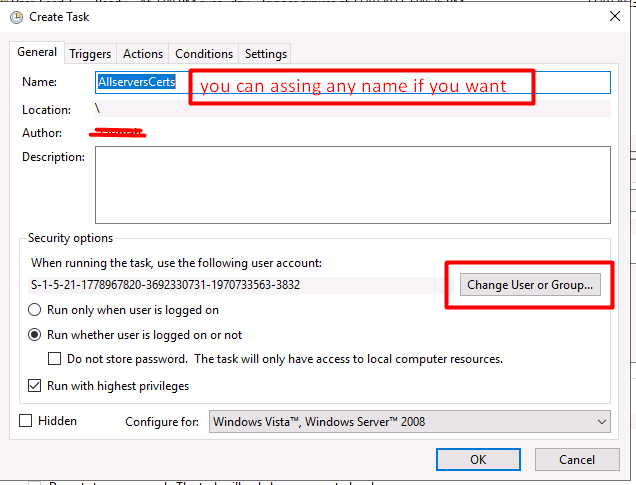 Create Task
General Triggers Actions Conditions Settings
Name: AllserversCerts you can assing any name if you want
Location: \
Author:
Description:
Security options
When running the task, use the following user account:
S-1-5-21-1778967820-3692330731-1970733563-3832 Change User or Group...
Run only when user is logged on
Run whether user is logged on or not
Do not store password. The task will only have access to local computer resources.
Run with highest privileges
Hidden Configure for: Windows Vista™, Windows Server™ 2008
OK Cancel